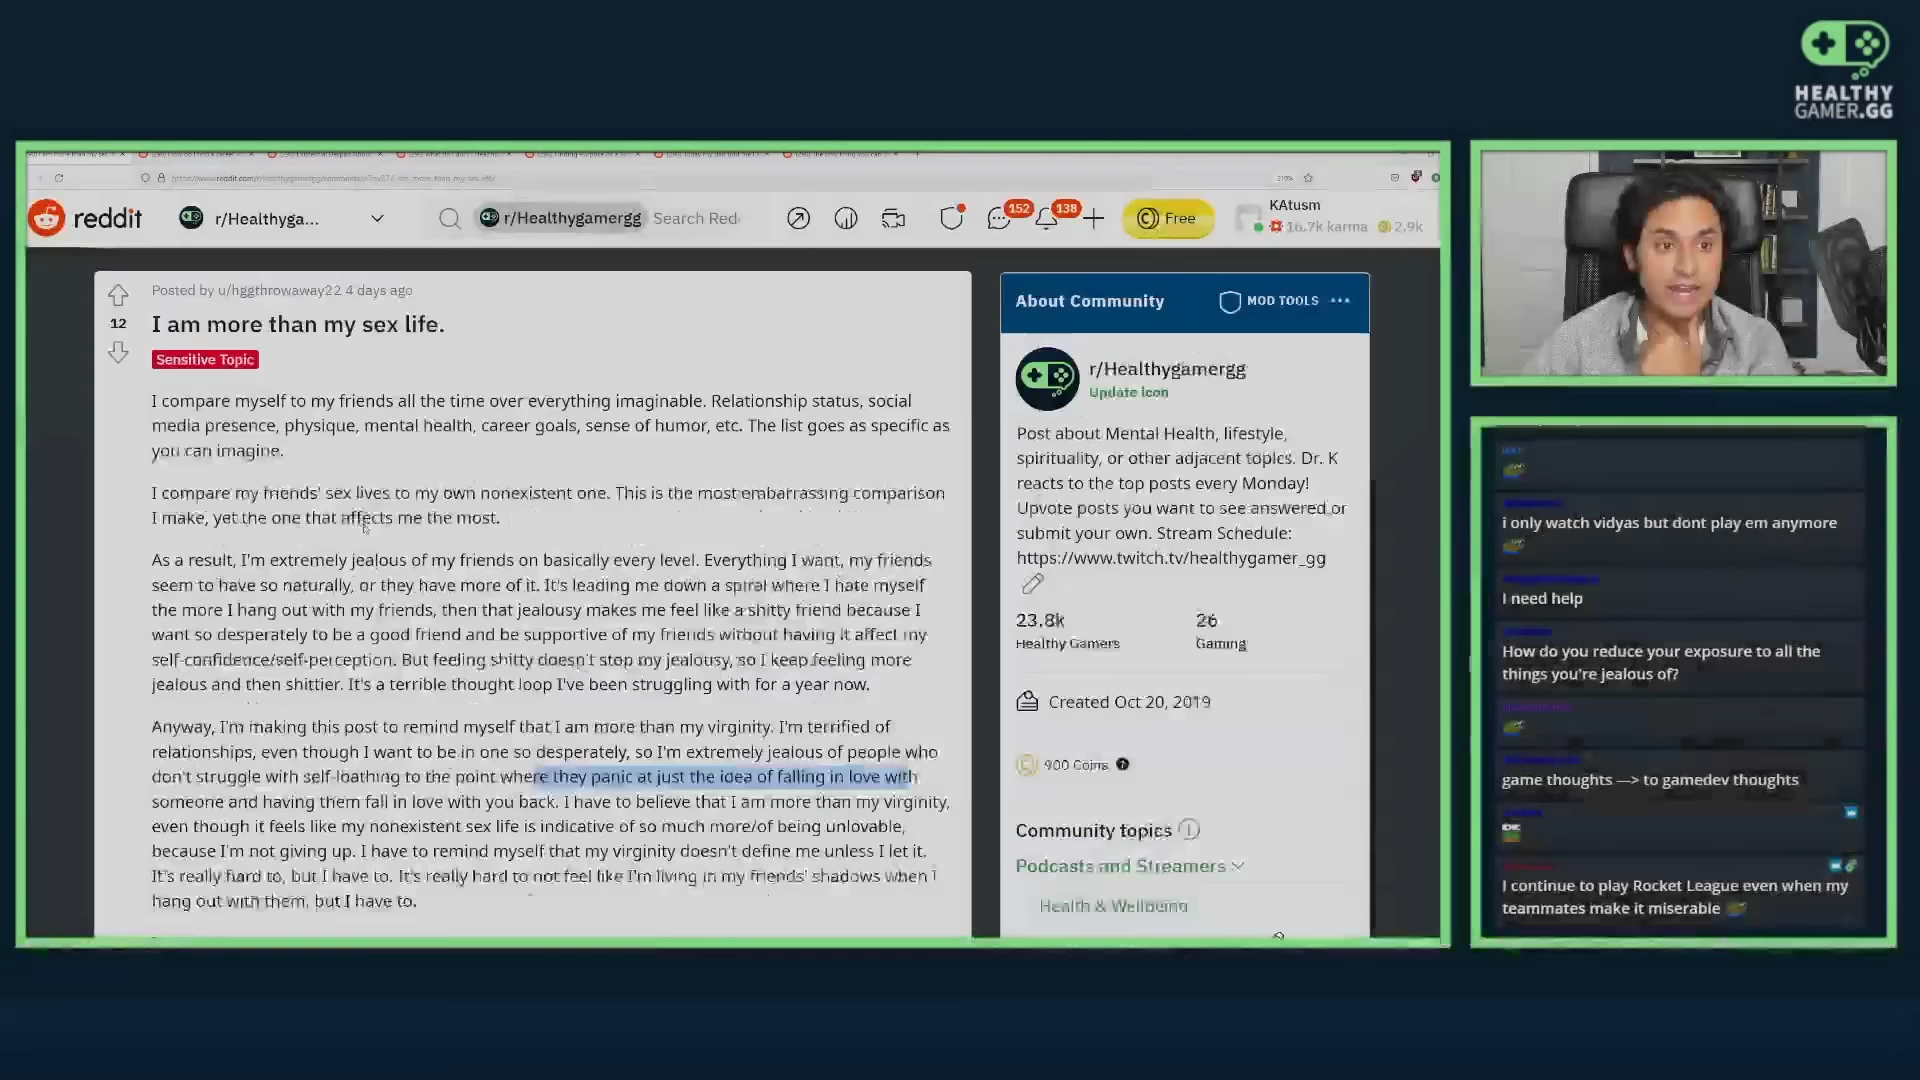 HEALTHY
GAMER.GG
reddit
r/Healthyga...
r/Healthygamergg
Search Red
152
138
Free
KAtusm
16.7k karma
2.9k
Posted by u/hggthrowaway22 4 days ago
12
I am more than my sex life.
Sensitive Topic
I compare myself to my friends all the time over everything imaginable. Relationship status, social
media presence, physique, mental health, career goals, sense of humor, etc. The list goes as specific as
you can imagine.
I compare my friends' sex lives to my own nonexistent one. This is the most embarrassing comparison
I make, yet the one that affects me the most.
As a result, I'm extremely jealous of my friends on basically every level. Everything I want, my friends
seem to have so naturally, or they have more of it. It's leading me down a spiral where I hate myself
the more I hang out with my friends, then that jealousy makes me feel like a shitty friend because I
want so desperately to be a good friend and be supportive of my friends without having it affect my
self-confidence/self-perception. But feeling shitty doesn't stop my jealousy, so I keep feeling more
jealous and then shittier. It's a terrible thought loop I've been struggling with for a year now.
Anyway, I'm making this post to remind myself that I am more than my virginity. I'm terrified of
relationships, even though I want to be in one so desperately, so I'm extremely jealous of people who
don't struggle with self-loathing to the point where they panic at just the idea of falling in love with
someone and having them fall in love with you back. I have to believe that I am more than my virginity,
even though it feels like my nonexistent sex life is indicative of so much more/of being unlovable,
because I'm not giving up. I have to remind myself that my virginity doesn't define me unless I let it.
It's really hard to, but I have to. It's really hard to not feel like I'm living in my friends' shadows when I
hang out with them, but I have to.
About Community
MOD TOOLS
r/Healthygamergg
Update icon
Post about Mental Health, lifestyle,
spirituality, or other adjacent topics. Dr. K
reacts to the top posts every Monday!
Upvote posts you want to see answered or
submit your own. Stream Schedule:
https://www.twitch.tv/healthygamer_gg
23.8k
Healthy Gamers
26
Gaming
Created Oct 20, 2019
900 Coins
Community topics
Podcasts and Streamers
Health & Wellbeing
i only watch vidyas but dont play em anymore
I need help
How do you reduce your exposure to all the
things you're jealous of?
game thoughts —> to gamedev thoughts
I continue to play Rocket League even when my
teammates make it miserable